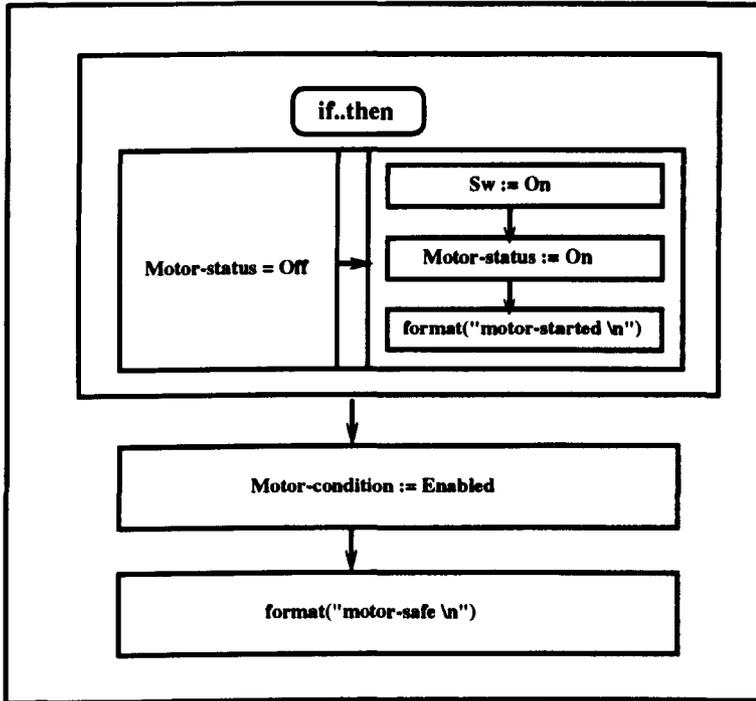 if..then
Motor-status = Off
Sw := On
Motor-status := On
format("motor-started \n")
Motor-condition := Enabled
format("motor-safe \n")